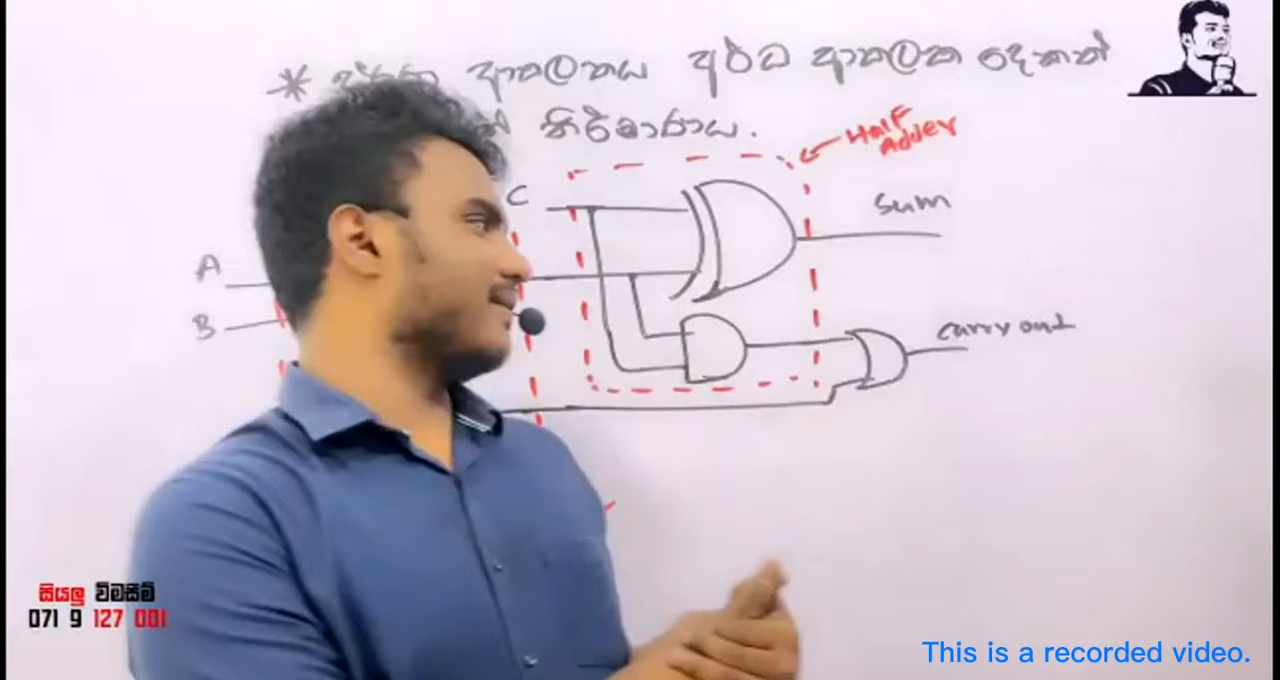 * ආකලනය අර්ධ ආකලක දෙකකන්
නිර්මාණය.
Half
Adder
C
Sum
A
B
carry out
සියලු විමසීම්
071 9 127 001
This is a recorded video.